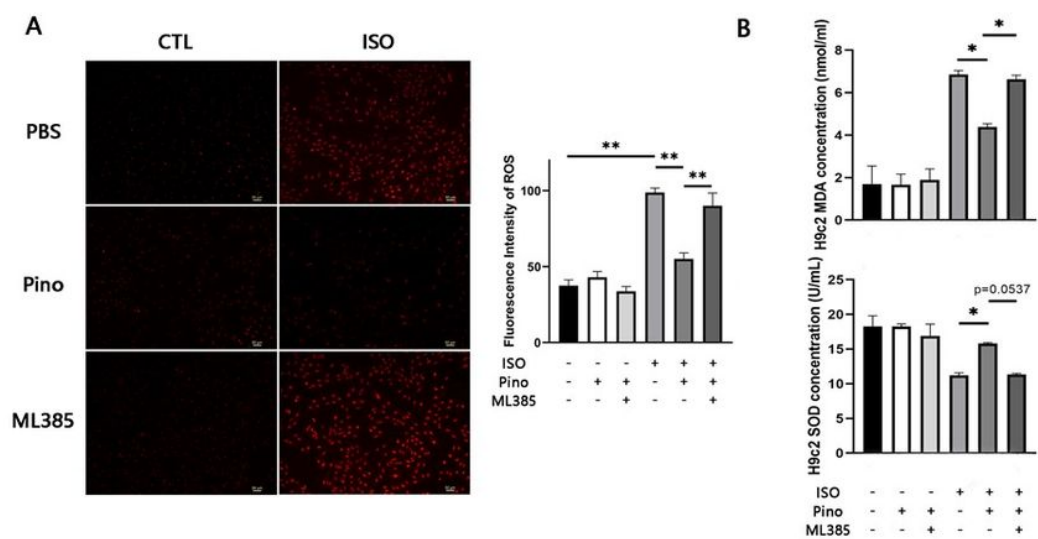 A
CTL ISO
PBS
Pino
ML385
Fluorescence Intensity of ROS
100
50
0
** ** **
ISO - - - + + +
Pino - + + - + +
ML385 - - + - - +
B
H9c2 MDA concentration (nmol/ml)
8
6
4
2
0
* *
H9c2 SOD concentration (U/mL)
25
20
15
10
5
0
* p=0.0537
ISO - - - + + +
Pino - + + - + +
ML385 - - + - - +